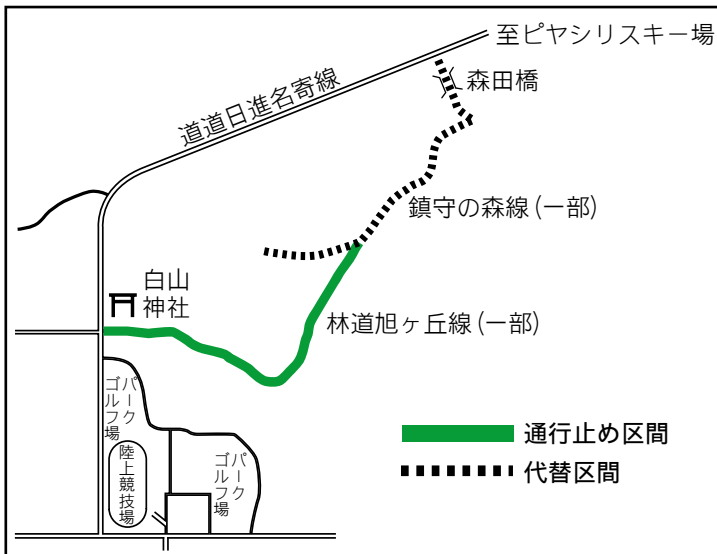 至ピヤシリスキー場
森田橋
道道日進名寄線
鎮守の森線(一部)
白山
神社
林道旭ヶ丘線(一部)
パーク
ゴルフ場
陸上競技場
パーク
ゴルフ場
通行止め区間
代替区間